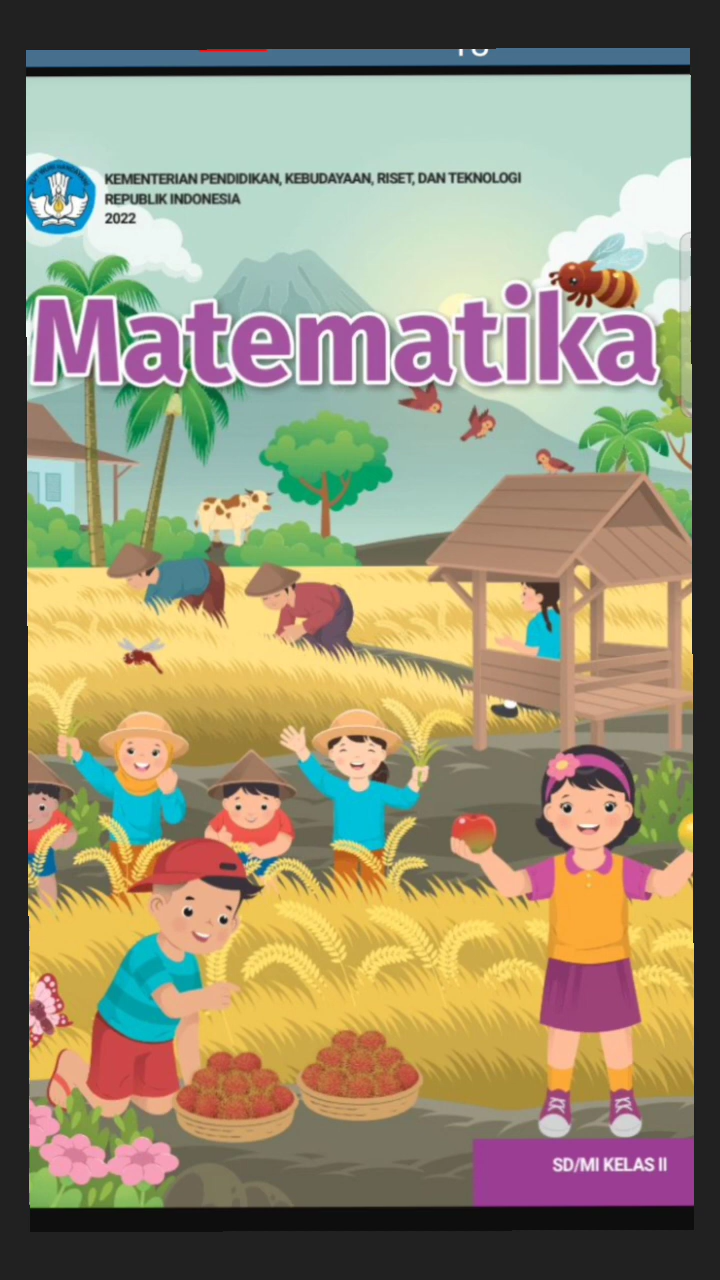 KEMENTERIAN PENDIDIKAN, KEBUDAYAAN, RISET, DAN TEKNOLOGI
REPUBLIK INDONESIA
2022
Matematika
SD/MI KELAS II